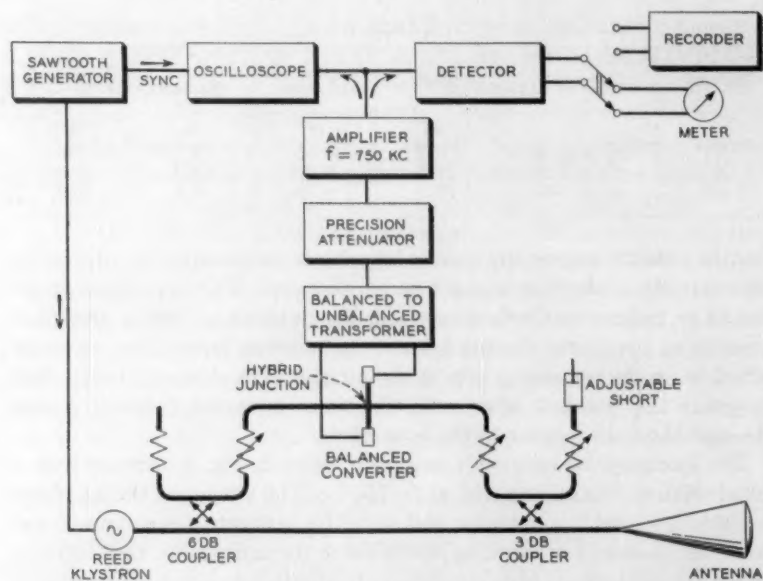 SAWTOOTH
GENERATOR
SYNC
OSCILLOSCOPE
DETECTOR
RECORDER
METER
AMPLIFIER
f = 750 KC
PRECISION
ATTENUATOR
BALANCED TO
UNBALANCED
TRANSFORMER
HYBRID
JUNCTION
ADJUSTABLE
SHORT
BALANCED
CONVERTER
REED
KLYSTRON
6 DB
COUPLER
3 DB
COUPLER
ANTENNA